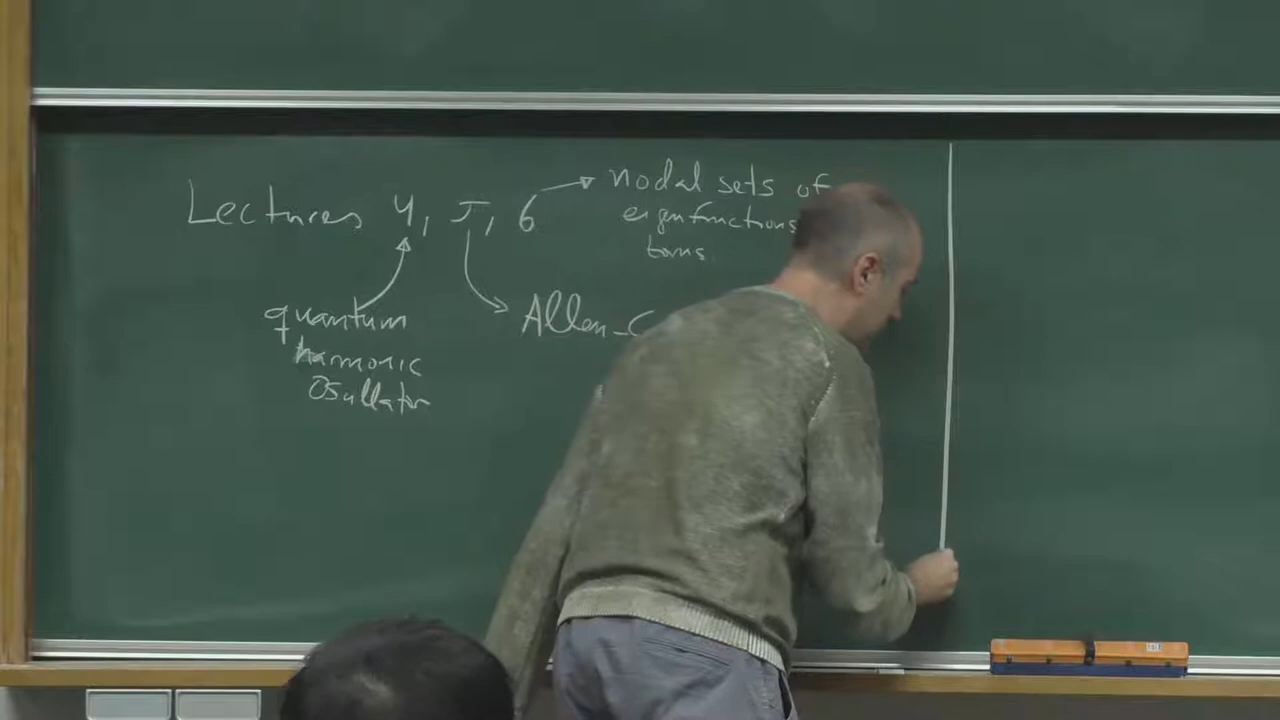 Lectures 4, 5, 6
nodal sets of
eigenfunctions
torus.
quantum
harmonic
Oscillator
Allen-C